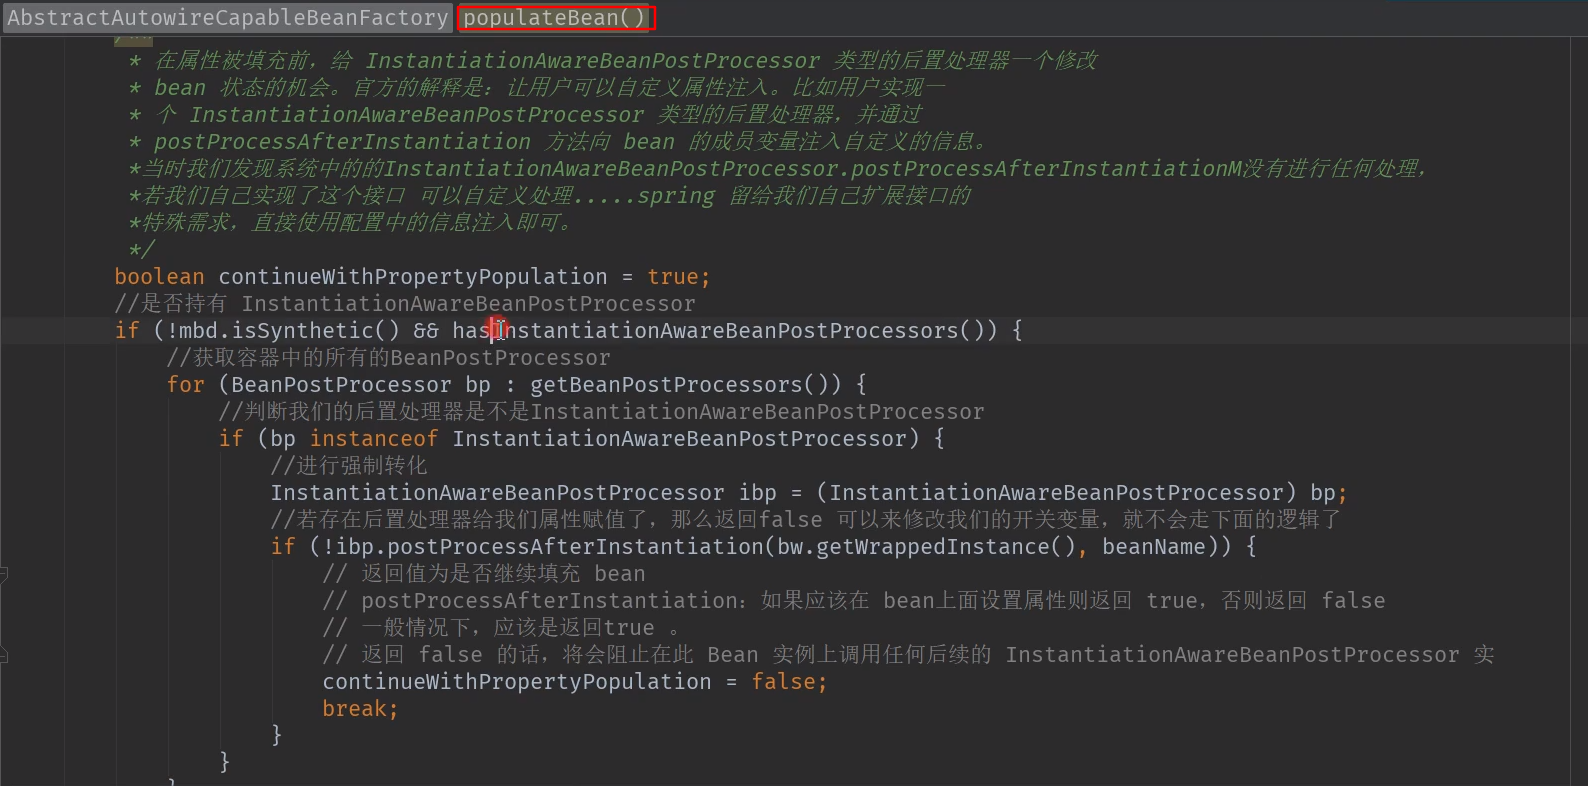 AbstractAutowireCapableBeanFactory populateBean()
* 在属性被填充前，给 InstantiationAwareBeanPostProcessor 类型的后置处理器一个修改
* bean 状态的机会。官方的解释是：让用户可以自定义属性注入。比如用户实现一
* 个 InstantiationAwareBeanPostProcessor 类型的后置处理器，并通过
* postProcessAfterInstantiation 方法向 bean 的成员变量注入自定义的信息。
*当时我们发现系统中的的InstantiationAwareBeanPostProcessor.postProcessAfterInstantiationM没有进行任何处理，
*若我们自己实现了这个接口 可以自定义处理.....spring 留给我们自己扩展接口的
*特殊需求，直接使用配置中的信息注入即可。
*/
boolean continueWithPropertyPopulation = true;
//是否持有 InstantiationAwareBeanPostProcessor
if (!mbd.isSynthetic() && hasInstantiationAwareBeanPostProcessors()) {
//获取容器中的所有的BeanPostProcessor
for (BeanPostProcessor bp : getBeanPostProcessors()) {
//判断我们的后置处理器是不是InstantiationAwareBeanPostProcessor
if (bp instanceof InstantiationAwareBeanPostProcessor) {
//进行强制转化
InstantiationAwareBeanPostProcessor ibp = (InstantiationAwareBeanPostProcessor) bp;
//若存在后置处理器给我们属性赋值了，那么返回false 可以来修改我们的开关变量，就不会走下面的逻辑了
if (!ibp.postProcessAfterInstantiation(bw.getWrappedInstance(), beanName)) {
// 返回值为是否继续填充 bean
// postProcessAfterInstantiation：如果应该在 bean上面设置属性则返回 true，否则返回 false
// 一般情况下，应该是返回true 。
// 返回 false 的话，将会阻止在此 Bean 实例上调用任何后续的 InstantiationAwareBeanPostProcessor 实
continueWithPropertyPopulation = false;
break;
}
}